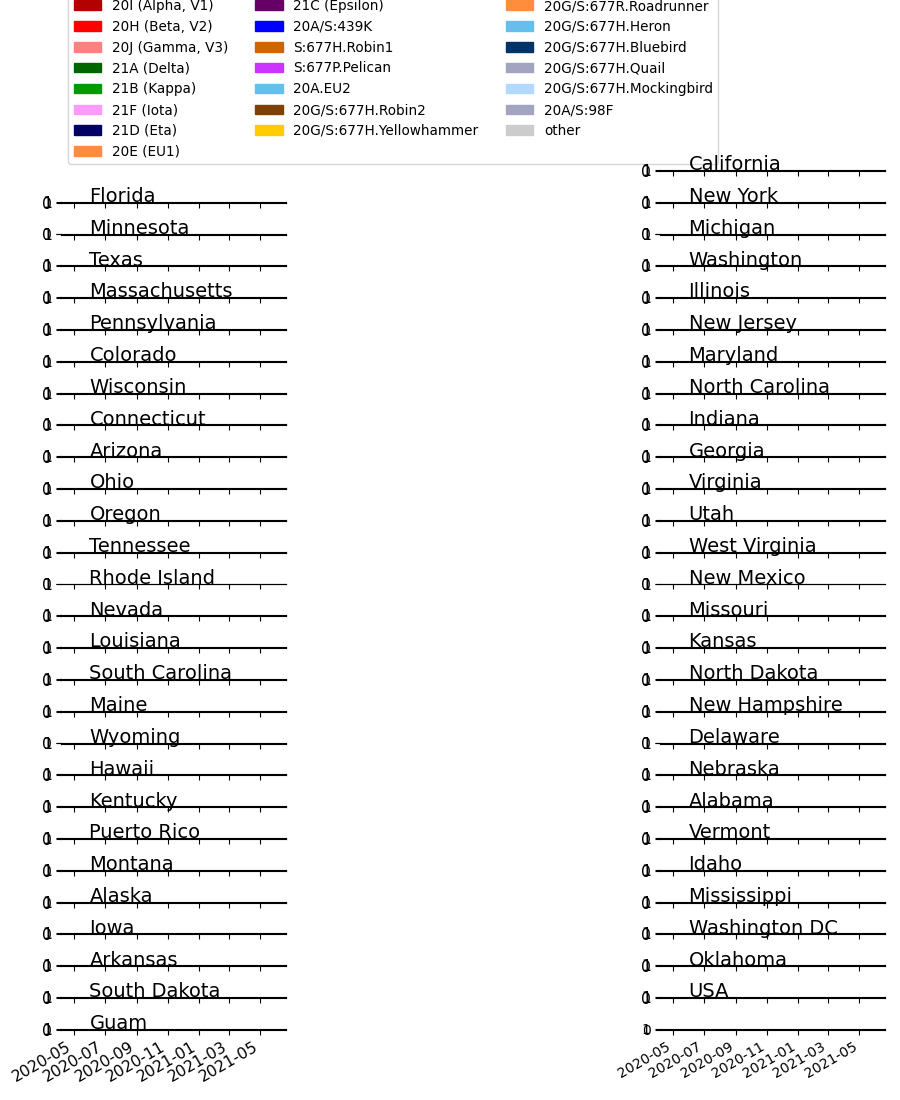 20I (Alpha, V1) 21C (Epsilon) 20G/S:677R.Roadrunner
20H (Beta, V2) 20A/S:439K 20G/S:677H.Heron
20J (Gamma, V3) S:677H.Robin1 20G/S:677H.Bluebird
21A (Delta) S:677P.Pelican 20G/S:677H.Quail
21B (Kappa) 20A.EU2 20G/S:677H.Mockingbird
21F (Iota) 20G/S:677H.Robin2 20A/S:98F
21D (Eta) 20G/S:677H.Yellowhammer other
20E (EU1)
California
Florida New York
Minnesota Michigan
Texas Washington
Massachusetts Illinois
Pennsylvania New Jersey
Colorado Maryland
Wisconsin North Carolina
Connecticut Indiana
Arizona Georgia
Ohio Virginia
Oregon Utah
Tennessee West Virginia
Rhode Island New Mexico
Nevada Missouri
Louisiana Kansas
South Carolina North Dakota
Maine New Hampshire
Wyoming Delaware
Hawaii Nebraska
Kentucky Alabama
Puerto Rico Vermont
Montana Idaho
Alaska Mississippi
Iowa Washington DC
Arkansas Oklahoma
South Dakota USA
Guam
2020-05 2020-07 2020-09 2020-11 2021-01 2021-03 2021-05 2020-05 2020-07 2020-09 2020-11 2021-01 2021-03 2021-05